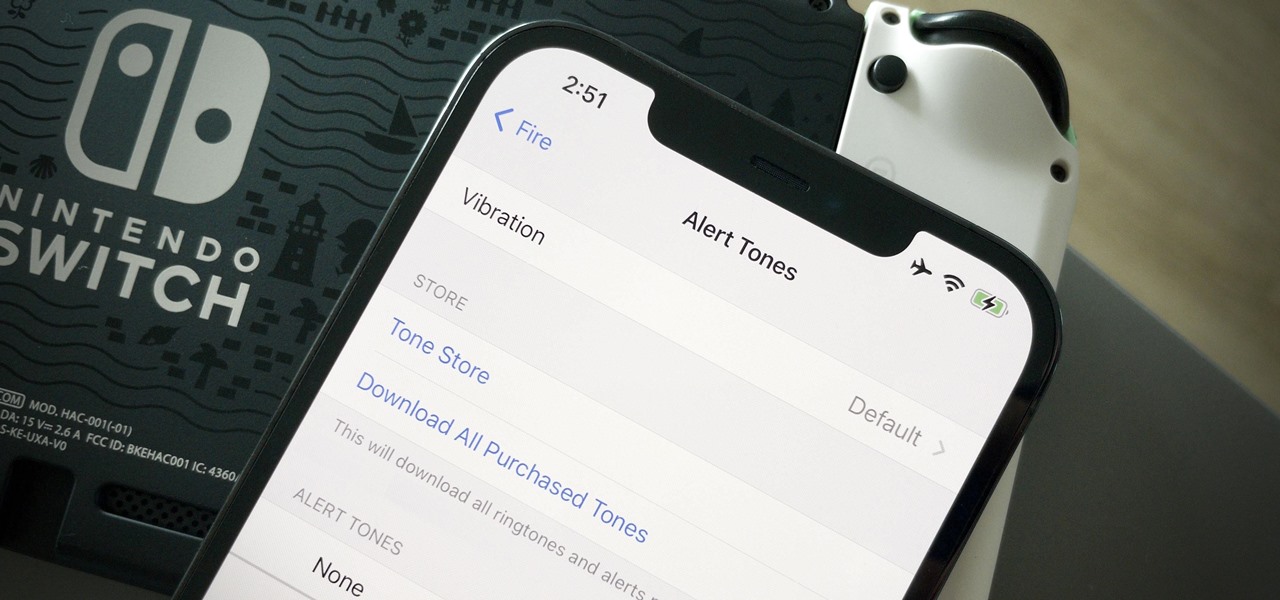 NINTENDO
SWITCH
COM MOD. HAC-001(-01)
DA: 15 V⎓ 2.6 A FCC ID: BKEHAC001 IC: 4360
S-KE-UXA-V0
2:51
Fire
Alert Tones
Vibration
Default
STORE
Tone Store
Download All Purchased Tones
This will download all ringtones and alerts
ALERT TONES
None